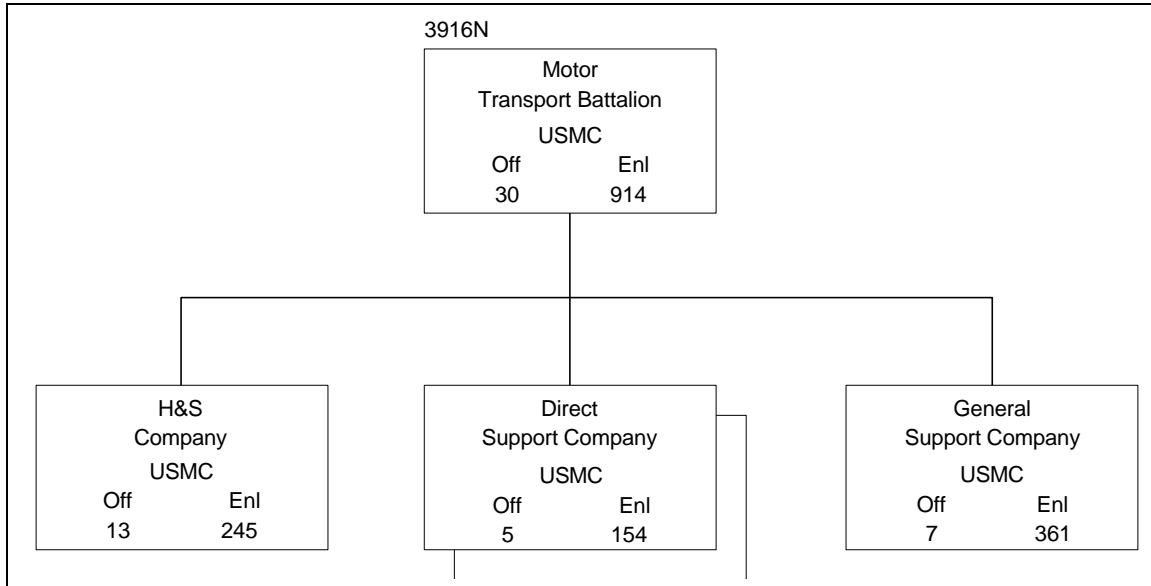 3916N
Motor
Transport Battalion
USMC
Off Enl
30 914
H&S
Company
USMC
Off Enl
13 245
Direct
Support Company
USMC
Off Enl
5 154
General
Support Company
USMC
Off Enl
7 361